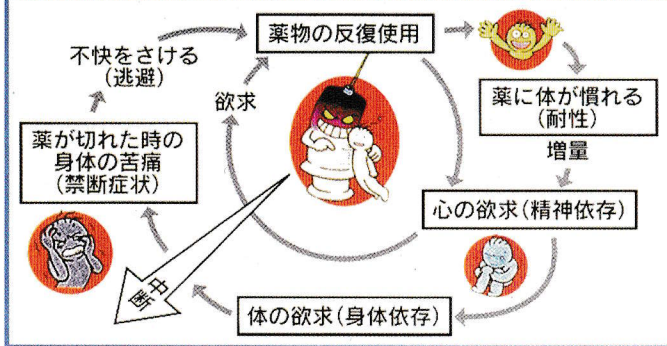 薬物の反復使用
薬に体が慣れる
(耐性)
増量
心の欲求(精神依存)
体の欲求(身体依存)
中断
薬が切れた時の
身体の苦痛
(禁断症状)
不快をさける
(逃避)
欲求